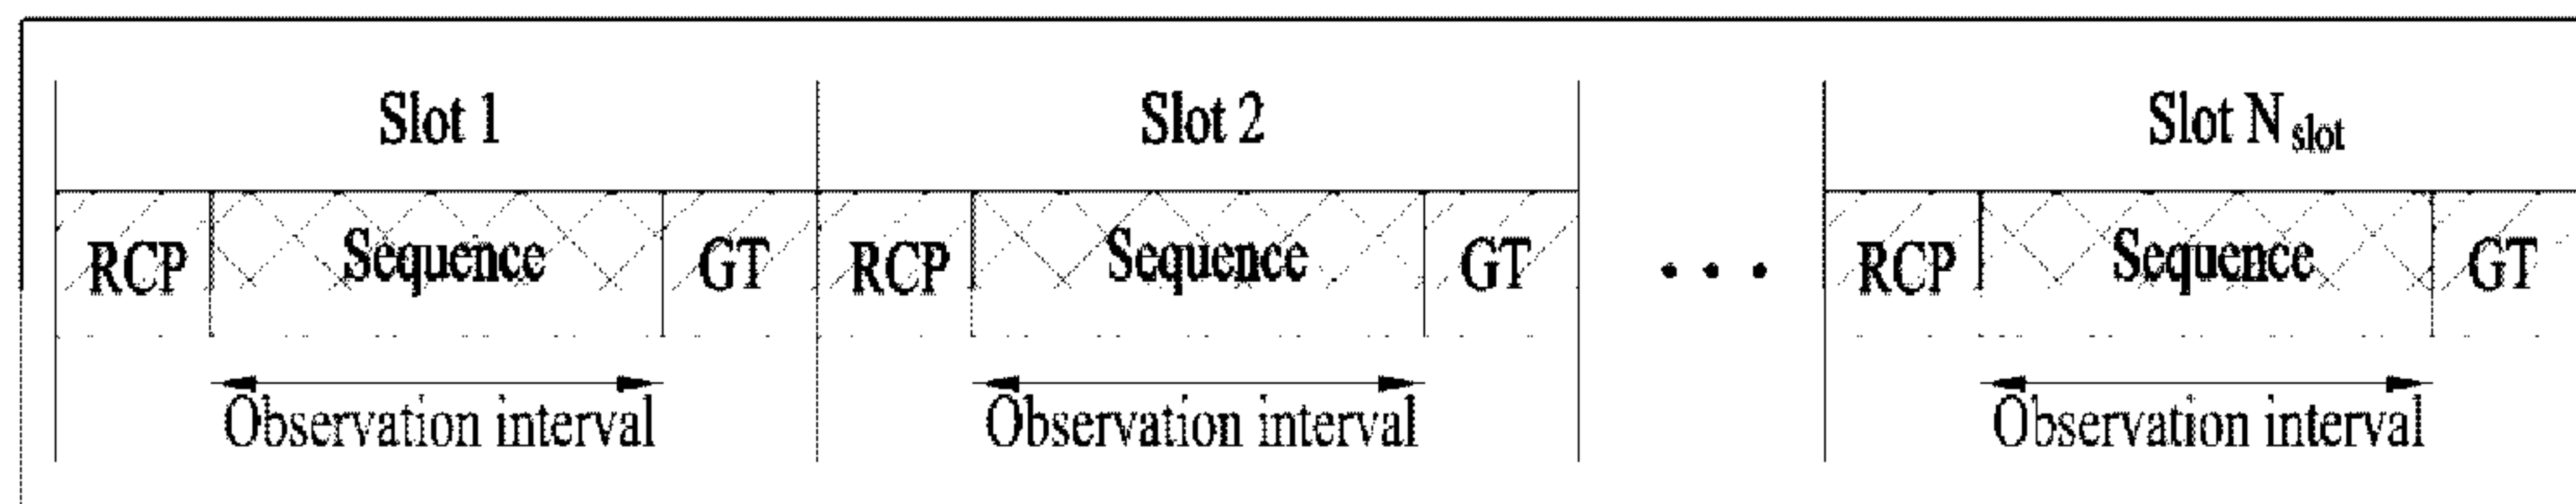 Slot 1 Slot 2 Slot N slot
RCP Sequence GT RCP Sequence GT ... RCP Sequence GT
Observation interval Observation interval Observation interval